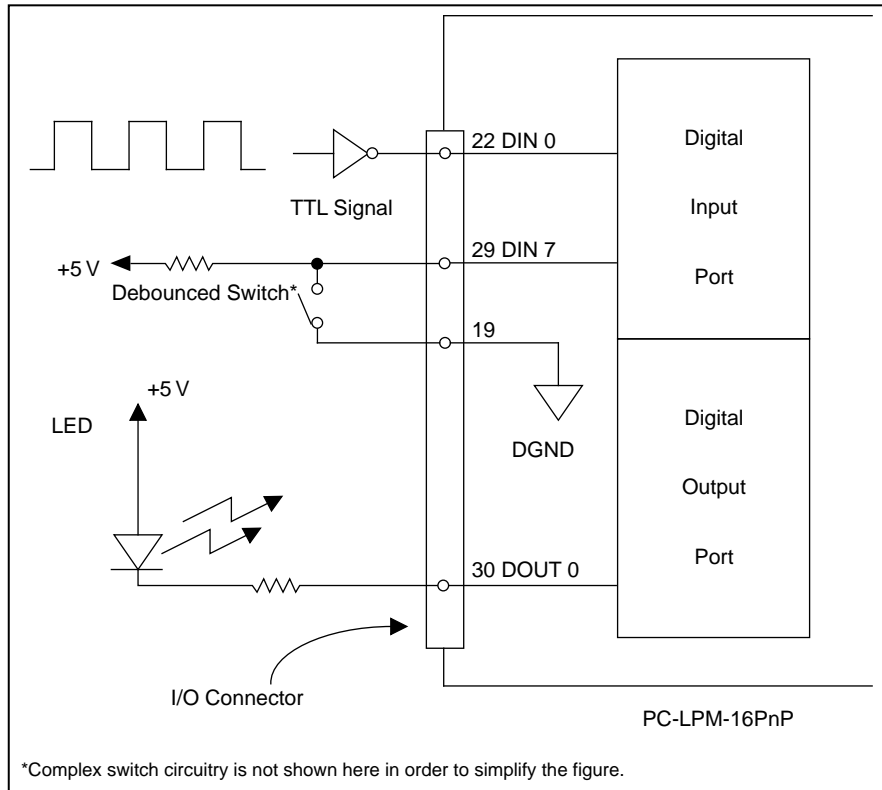 22 DIN 0
Digital
Input
Port
TTL Signal
29 DIN 7
+5 V
Debounced Switch*
19
+5 V
LED
DGND
Digital
Output
Port
30 DOUT 0
I/O Connector
PC-LPM-16PnP
*Complex switch circuitry is not shown here in order to simplify the figure.